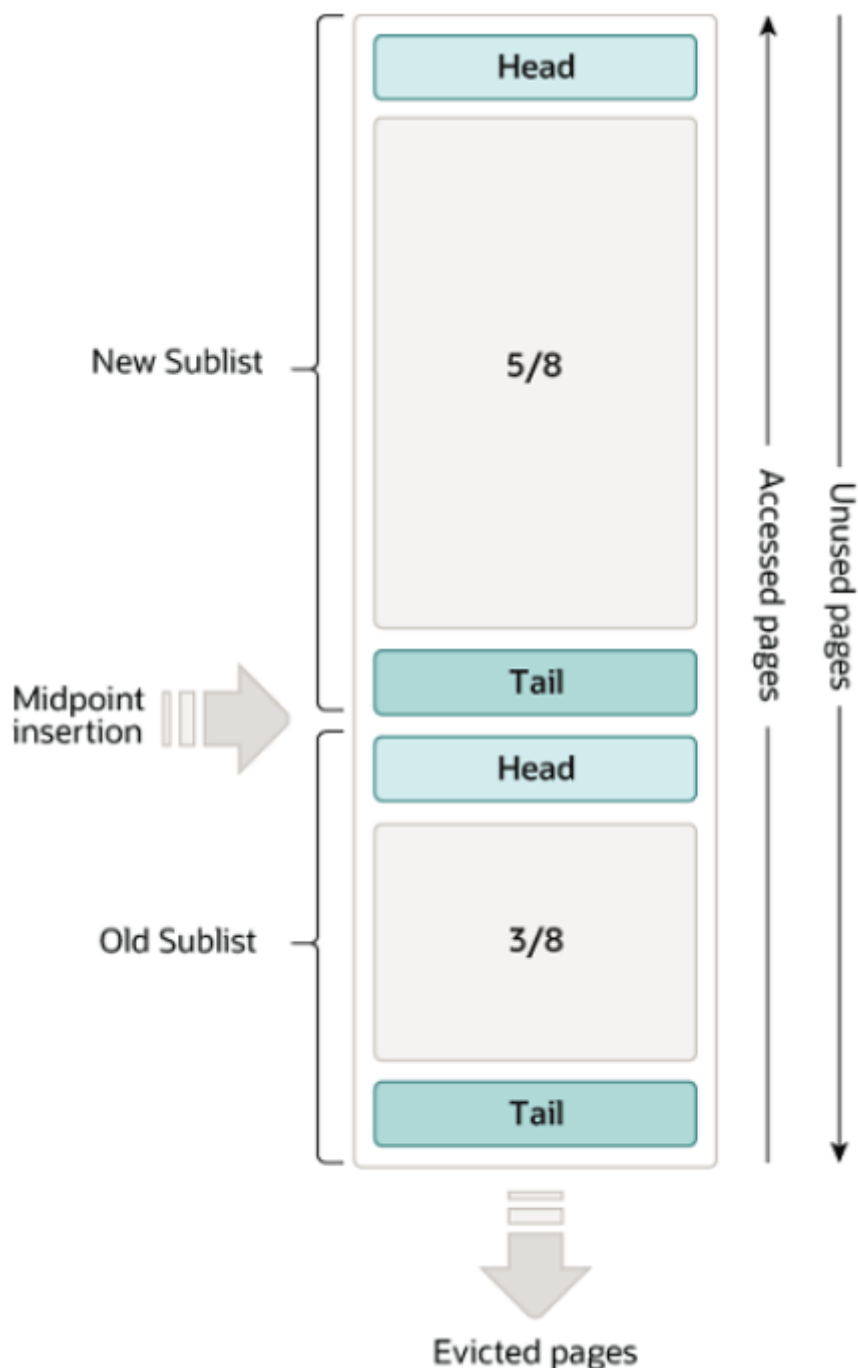 Head
New Sublist
5/8
Accessed pages
Unused pages
Tail
Midpoint
insertion
Head
Old Sublist
3/8
Tail
Evicted pages